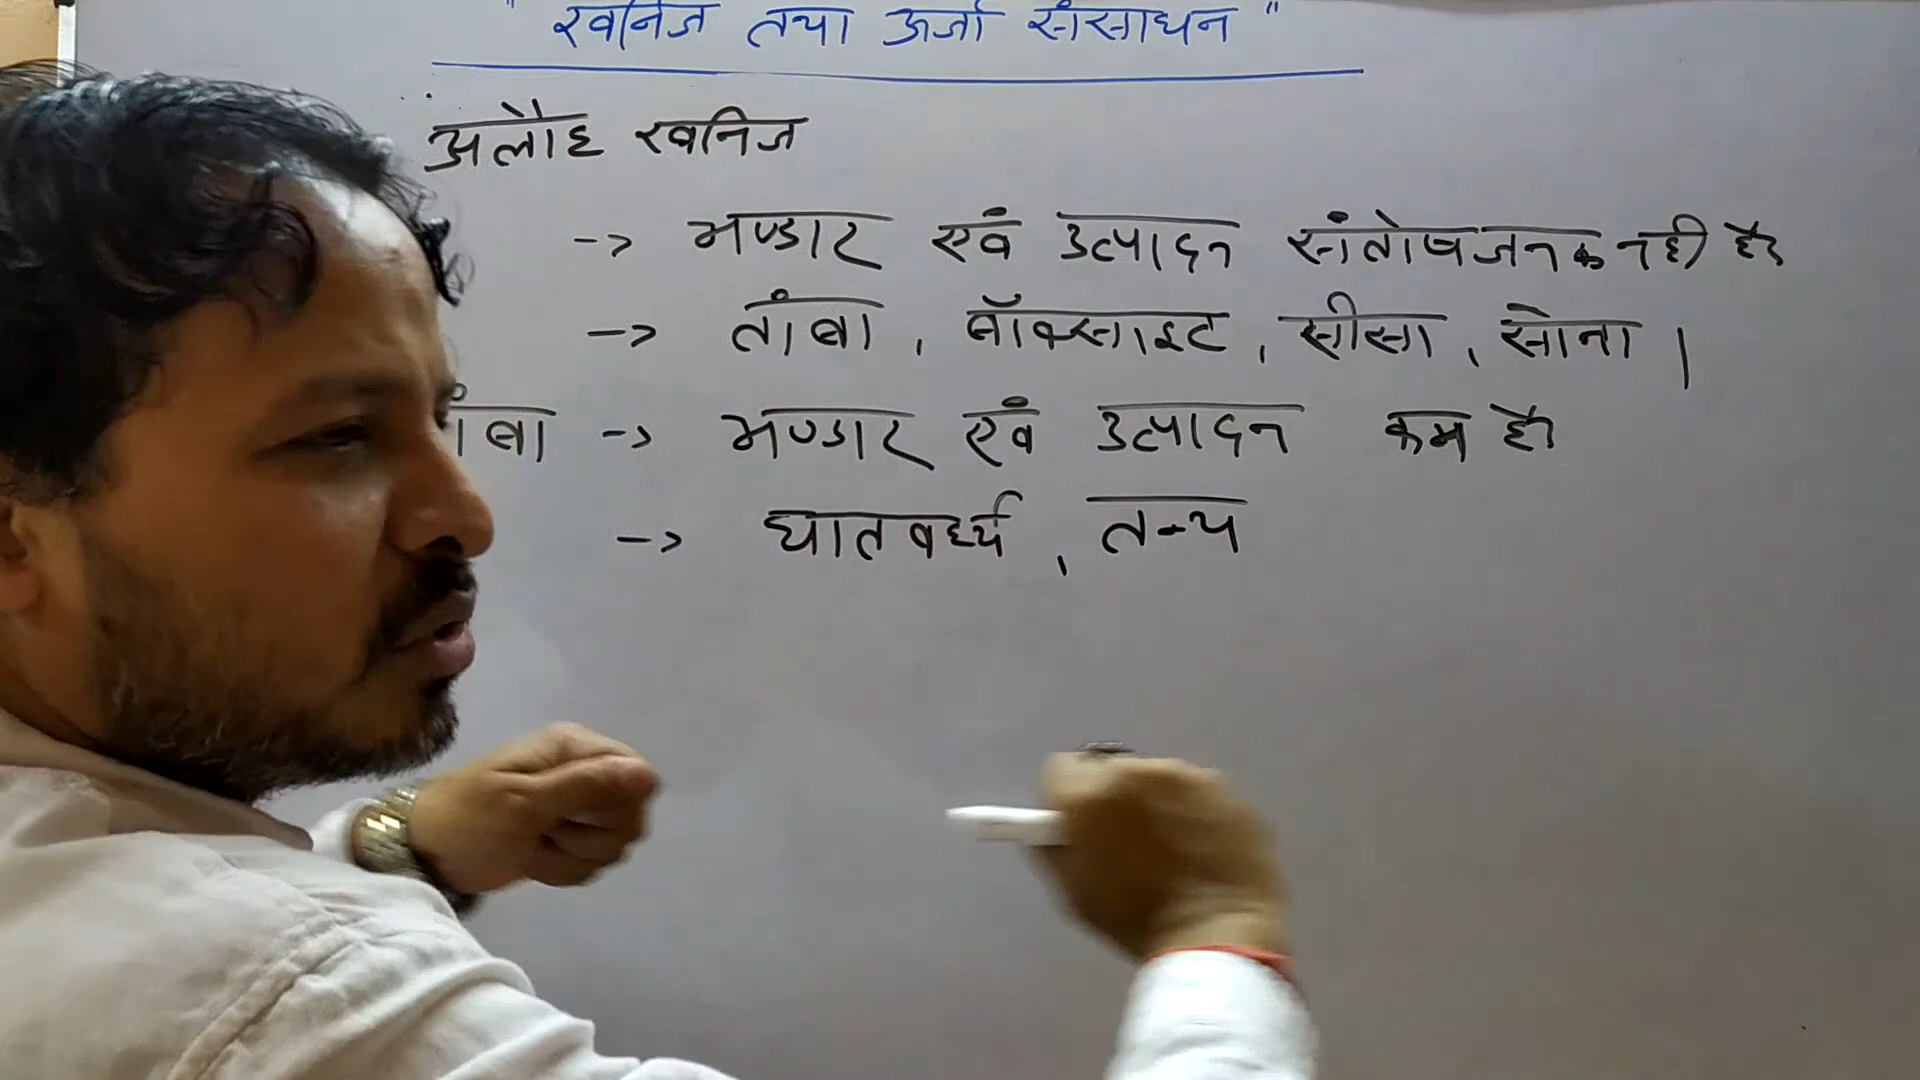 " खनिज तथा ऊर्जा संसाधन "
अलौह खनिज
-> भण्डार एवं उत्पादन संतोषजनक नही है
-> तांबा, बॉक्साइट, सीसा, सोना |
ांबा -> भण्डार एवं उत्पादन कम है
-> घातवर्ध्य, तन्य